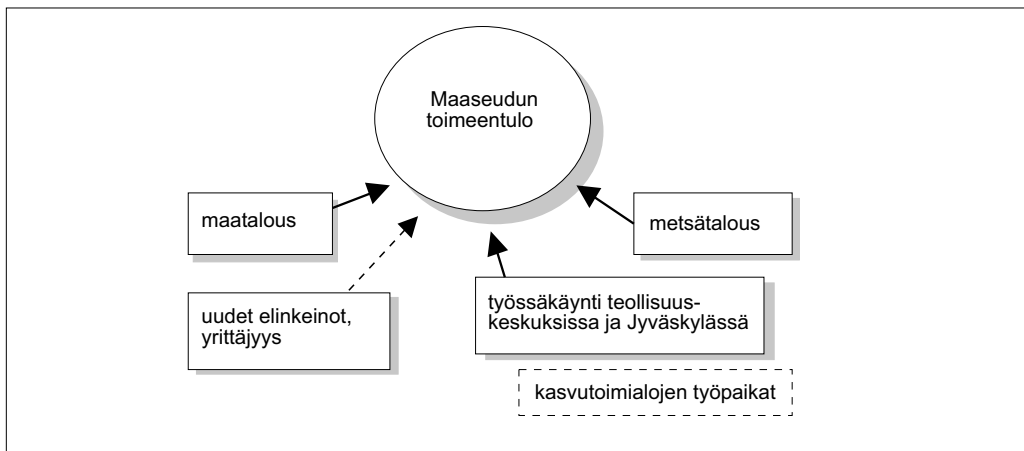 Maaseudun
toimeentulo
maatalous
metsätalous
uudet elinkeinot,
yrittäjyys
työssäkäynti teollisuus-
keskuksissa ja Jyväskylässä
kasvutoimialojen työpaikat